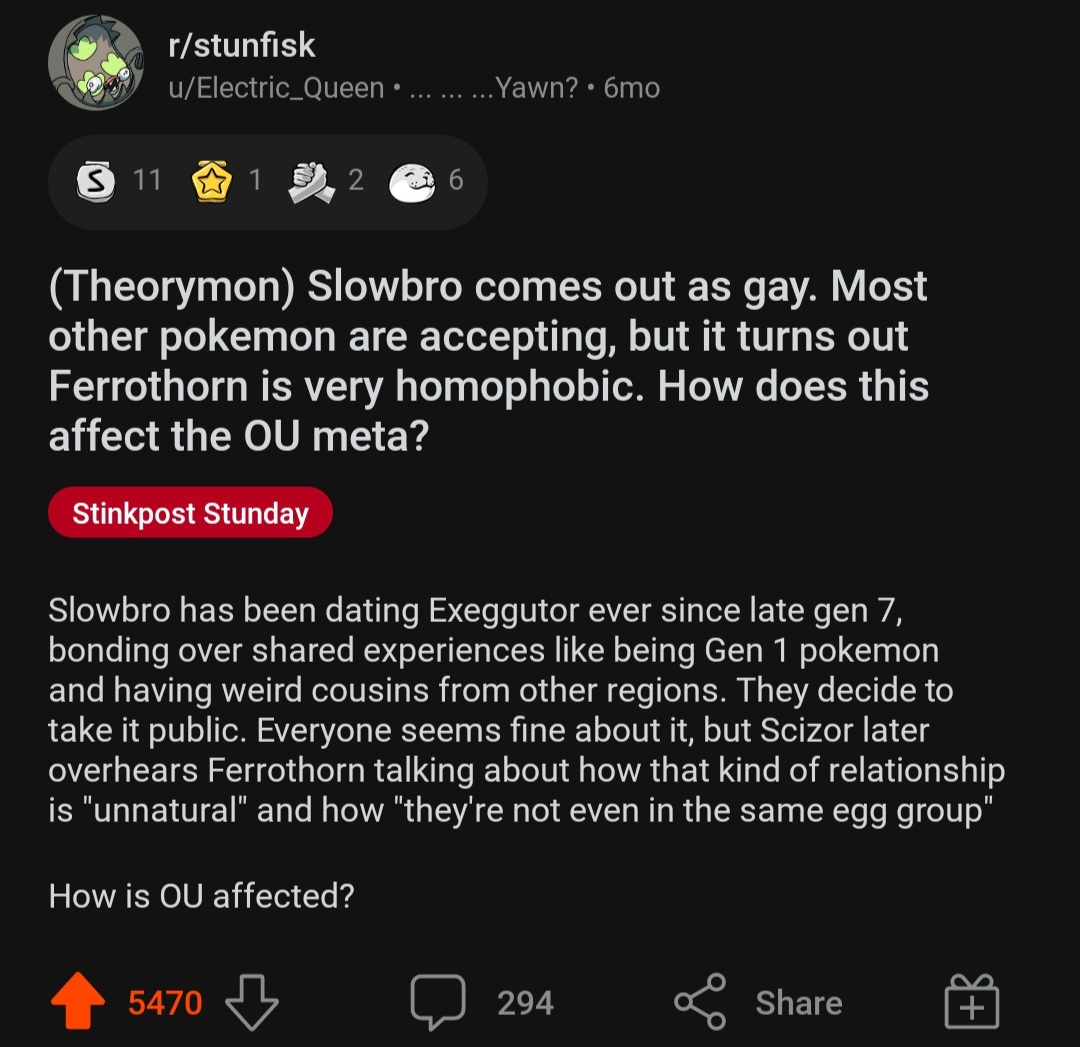 r/stunfisk
u/Electric_Queen • ... ... ...Yawn? • 6mo
S 11 1 2 6
(Theorymon) Slowbro comes out as gay. Most
other pokemon are accepting, but it turns out
Ferrothorn is very homophobic. How does this
affect the OU meta?
Stinkpost Stunday
Slowbro has been dating Exeggutor ever since late gen 7,
bonding over shared experiences like being Gen 1 pokemon
and having weird cousins from other regions. They decide to
take it public. Everyone seems fine about it, but Scizor later
overhears Ferrothorn talking about how that kind of relationship
is "unnatural" and how "they're not even in the same egg group"
How is OU affected?
5470 294 Share